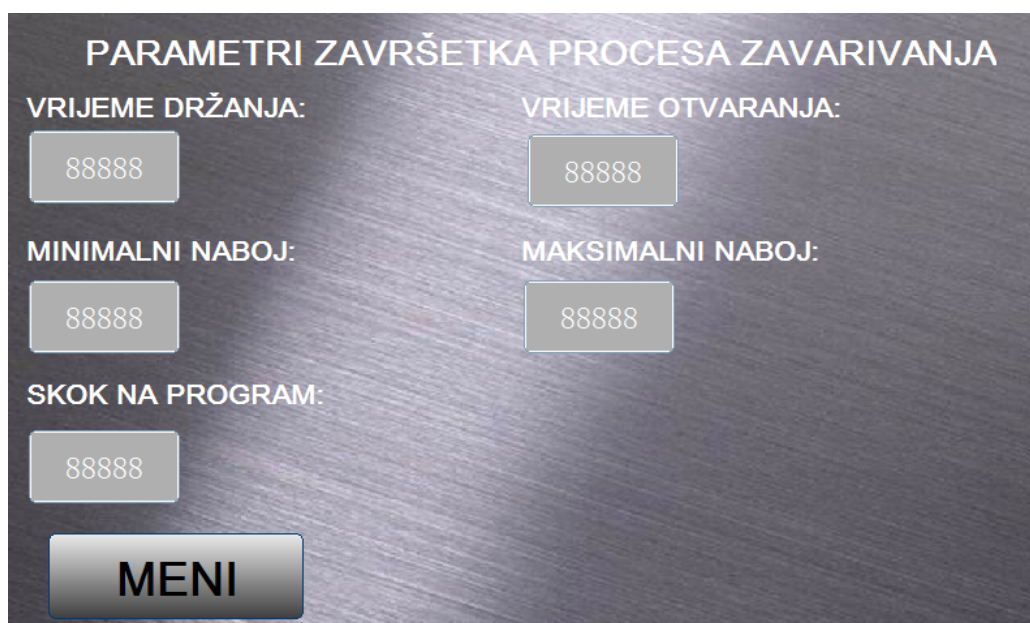 PARAMETRI ZAVRŠETKA PROCESA ZAVARIVANJA
VRIJEME DRŽANJA: VRIJEME OTVARANJA:
88888 88888
MINIMALNI NABOJ: MAKSIMALNI NABOJ:
88888 88888
SKOK NA PROGRAM:
88888
MENI